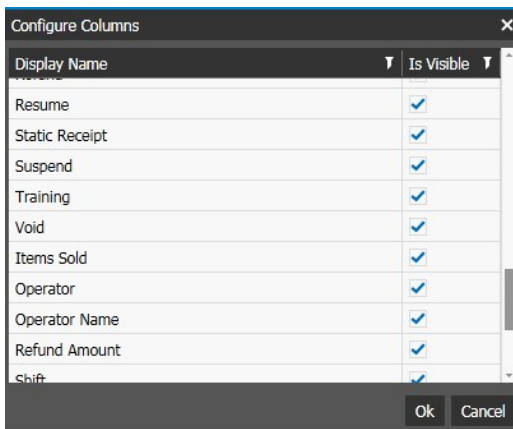 Configure Columns
Display Name Is Visible
Resume
Static Receipt
Suspend
Training
Void
Items Sold
Operator
Operator Name
Refund Amount
Shift
Ok Cancel